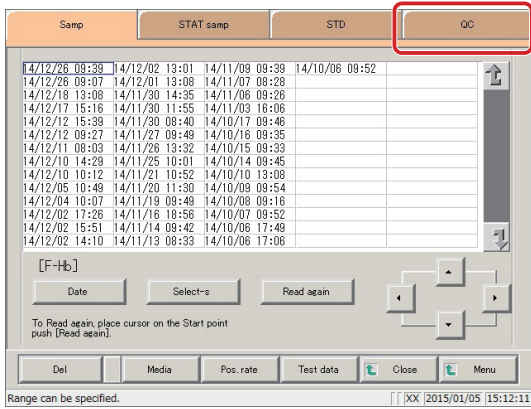 Samp STAT samp STD QC
14/12/26 09:39 14/12/02 13:01 14/11/09 09:39 14/10/06 09:52
14/12/26 09:07 14/12/01 13:08 14/11/07 08:28
14/12/18 13:08 14/11/30 14:35 14/11/06 09:26
14/12/17 15:16 14/11/30 11:55 14/11/03 16:06
14/12/12 15:39 14/11/30 08:40 14/10/17 09:46
14/12/12 09:27 14/11/27 09:49 14/10/16 09:35
14/12/11 08:03 14/11/26 13:32 14/10/15 09:33
14/12/10 14:29 14/11/25 10:01 14/10/14 09:45
14/12/10 10:12 14/11/21 10:52 14/10/10 13:08
14/12/05 10:49 14/11/20 11:30 14/10/09 09:54
14/12/04 10:07 14/11/19 09:49 14/10/08 09:16
14/12/02 17:26 14/11/16 18:56 14/10/07 09:52
14/12/02 15:51 14/11/14 09:42 14/10/06 17:49
14/12/02 14:10 14/11/13 08:33 14/10/06 17:06
[F-Hb]
Date Select-s Read again
To Read again, place cursor on the Start point
push [Read again].
Del Media Pos. rate Test data Close Menu
Range can be specified. XX 2015/01/05 15:12:11